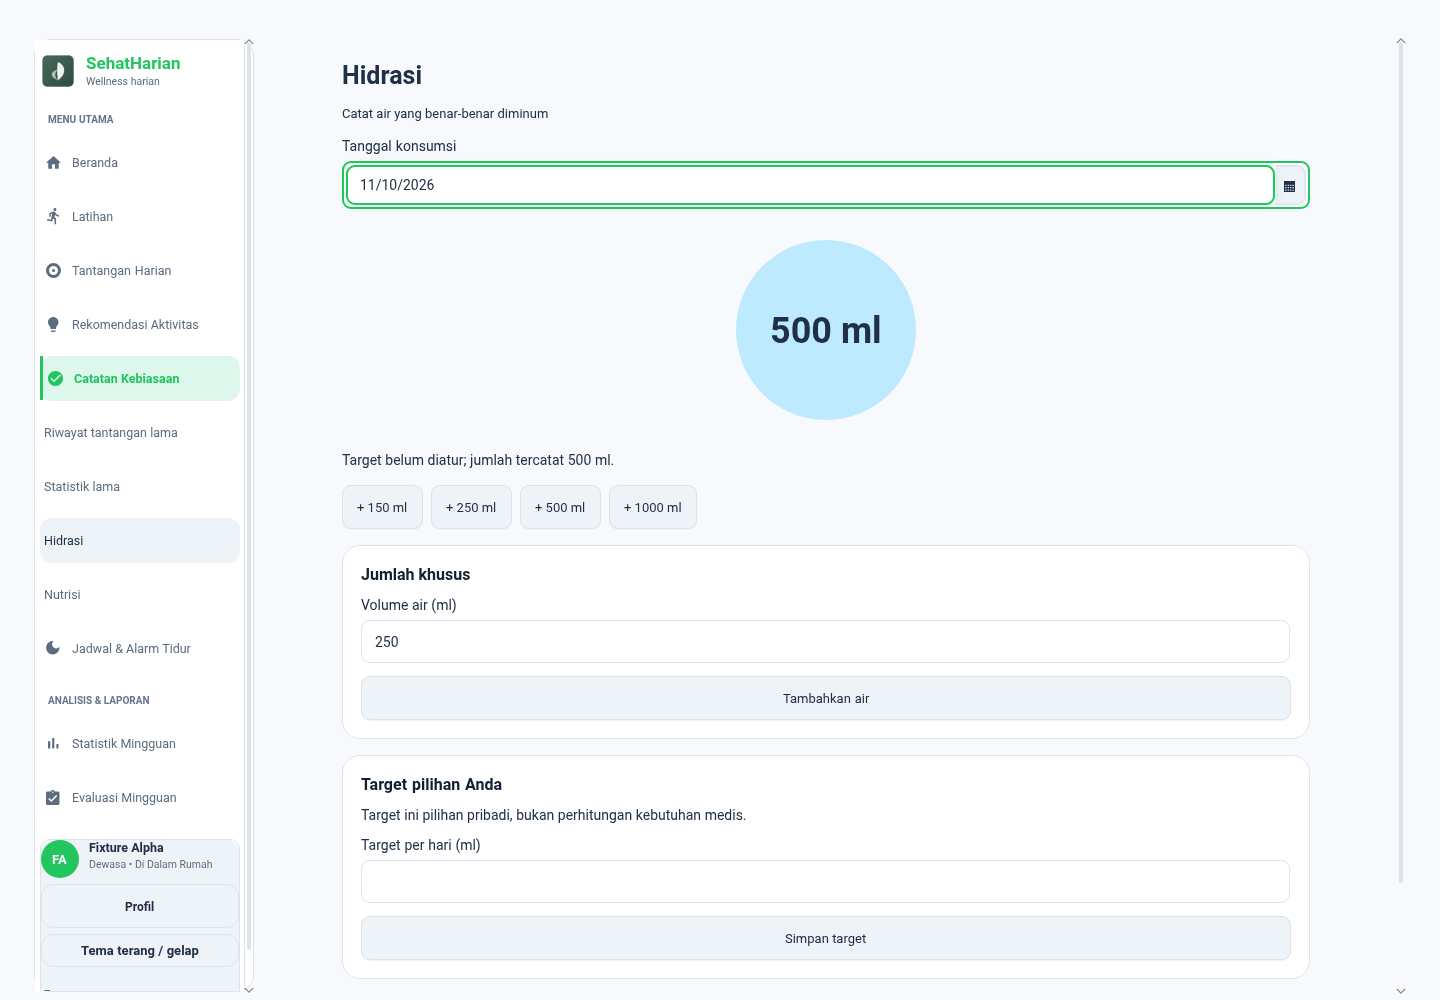 SehatHarian
Wellness harian
MENU UTAMA
Beranda
Latihan
Tantangan Harian
Rekomendasi Aktivitas
Catatan Kebiasaan
Riwayat tantangan lama
Statistik lama
Hidrasi
Nutrisi
Jadwal & Alarm Tidur
ANALISIS & LAPORAN
Statistik Mingguan
Evaluasi Mingguan
FA
Fixture Alpha
Dewasa • Di Dalam Rumah
Profil
Tema terang / gelap
Hidrasi
Catat air yang benar-benar diminum
Tanggal konsumsi
11/10/2026
500 ml
Target belum diatur; jumlah tercatat 500 ml.
+ 150 ml
+ 250 ml
+ 500 ml
+ 1000 ml
Jumlah khusus
Volume air (ml)
250
Tambahkan air
Target pilihan Anda
Target ini pilihan pribadi, bukan perhitungan kebutuhan medis.
Target per hari (ml)
Simpan target